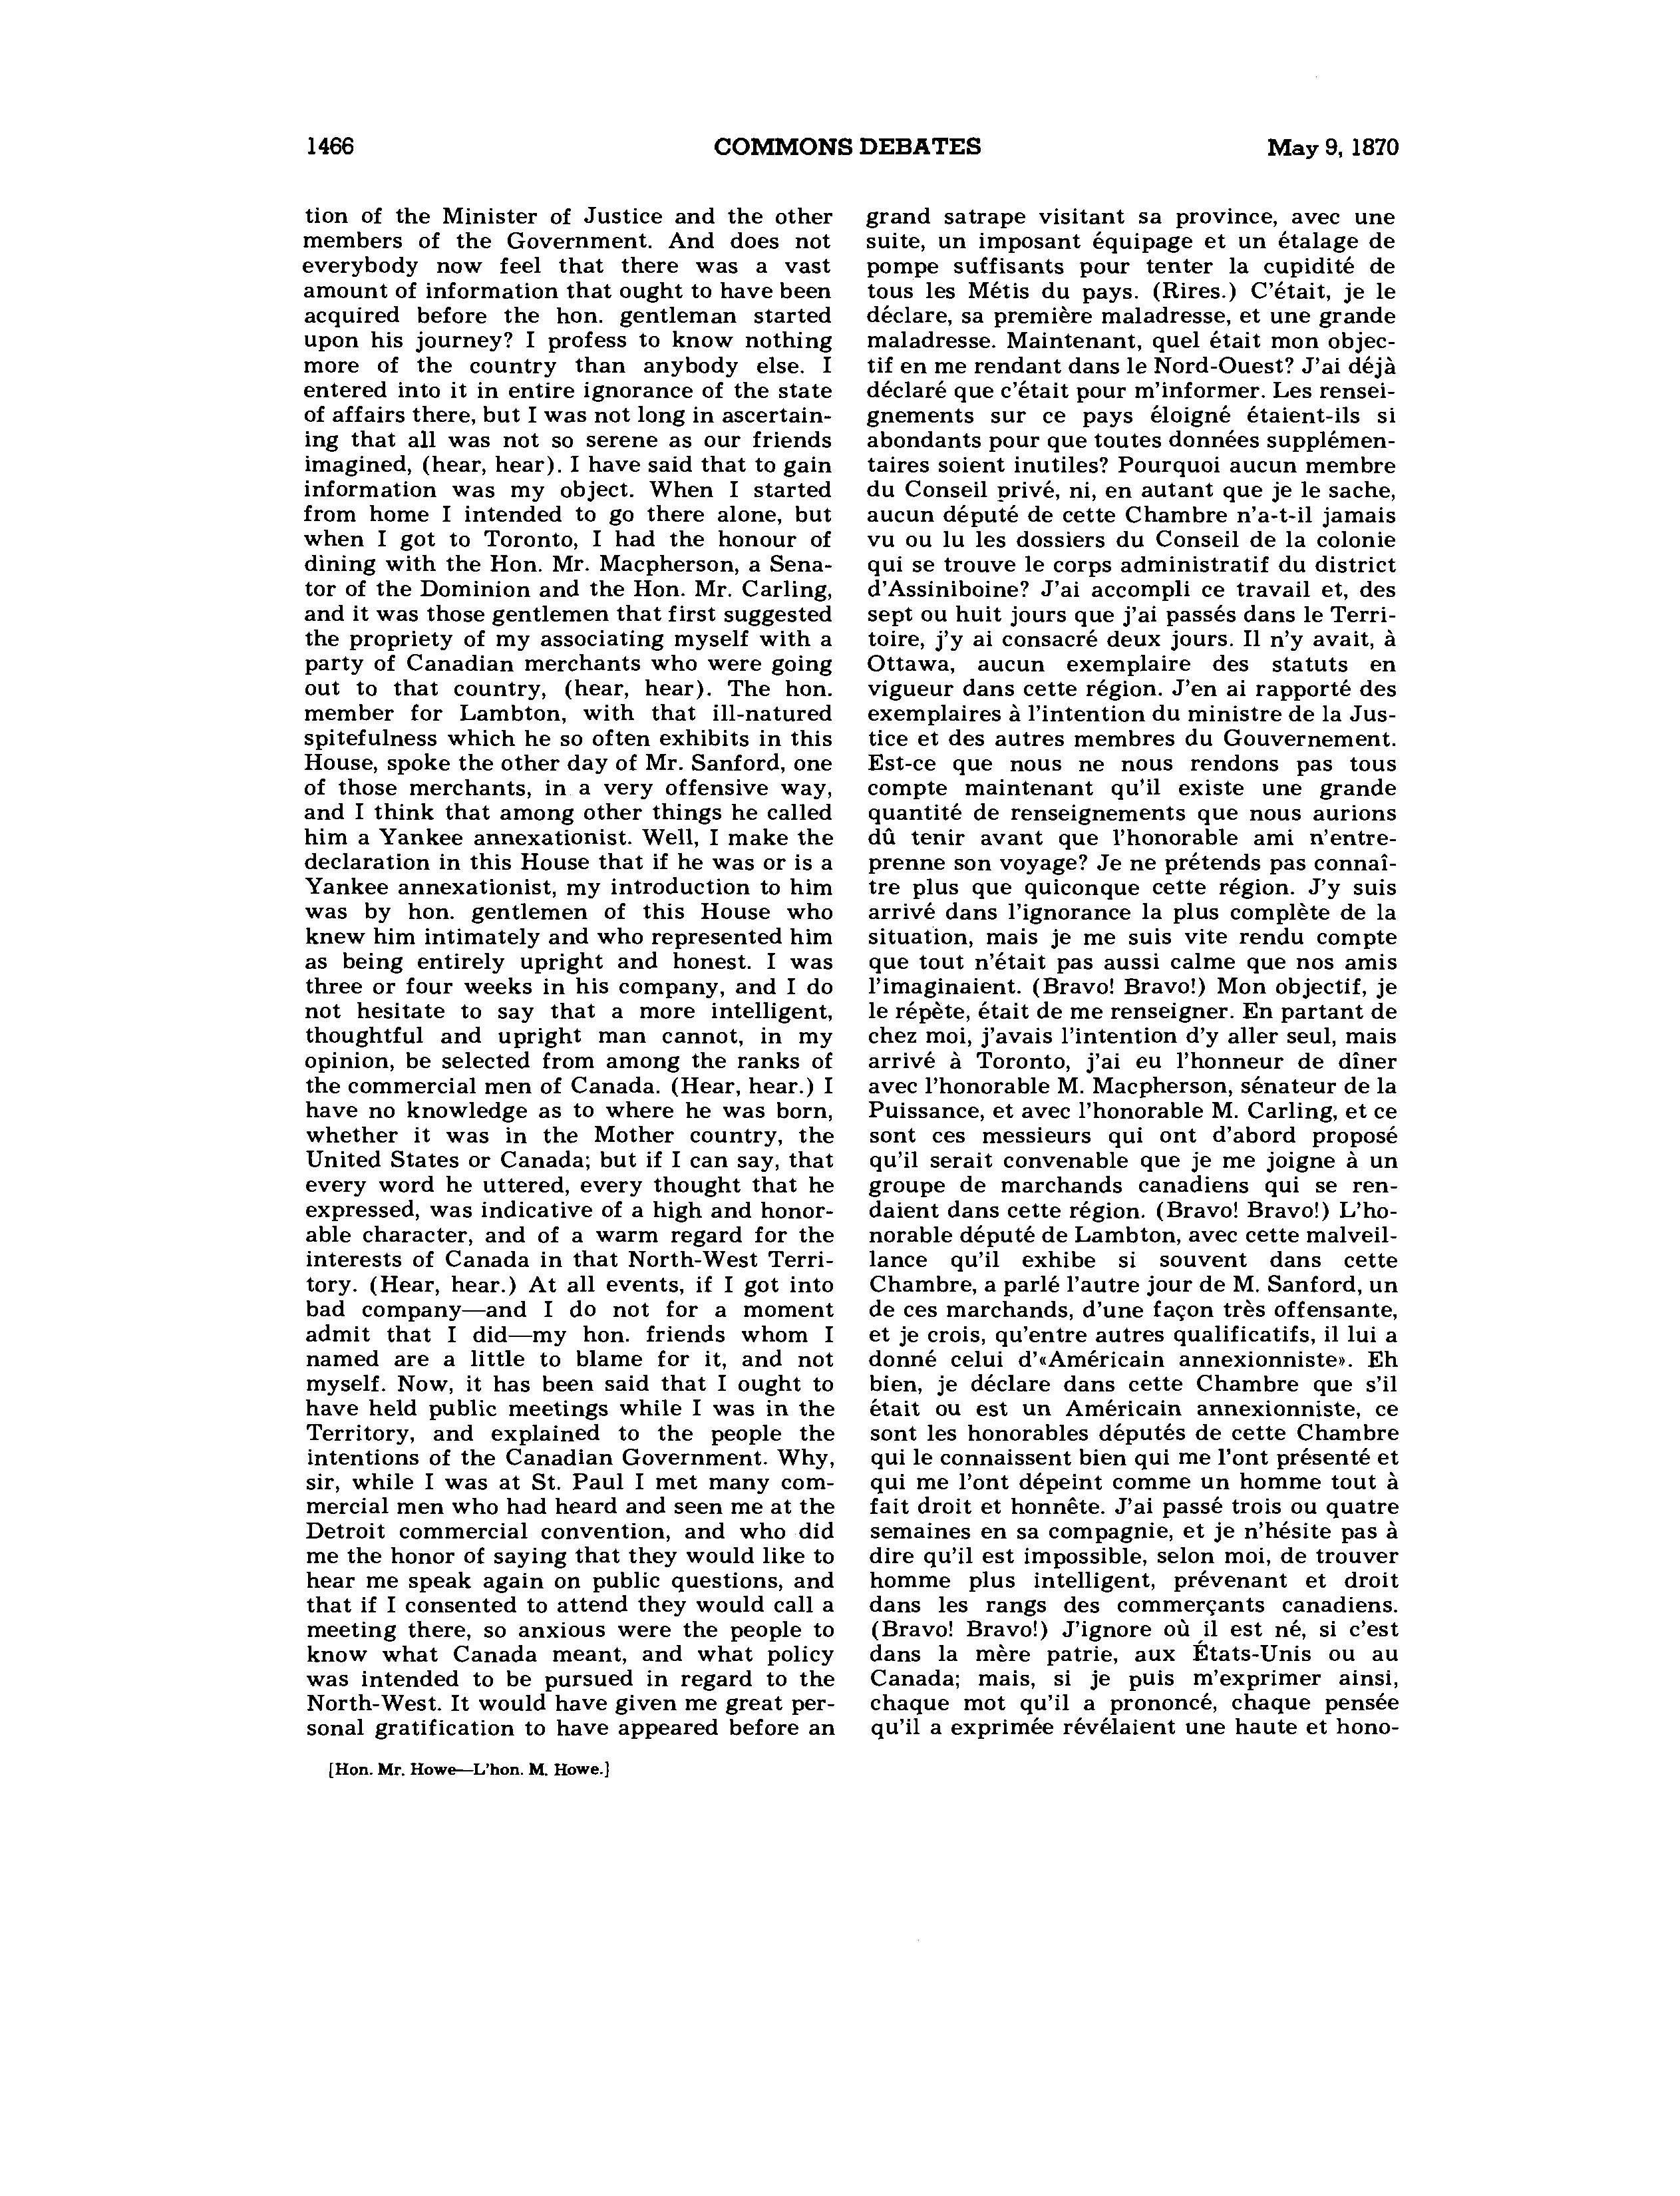 1466 COMMONS DEBATES May 9, 1870
tion of the Minister of Justice and the other
members of the Government. And does not
everybody now feel that there was a vast
amount of information that ought to have been
acquired before the hon. gentleman started
upon his journey? I profess to know nothing
more of the country than anybody else. I
entered into it in entire ignorance of the state
of affairs there, but I was not long in ascertain-
ing that all was not so serene as our friends
imagined, (hear, hear). I have said that to gain
information was my object. When I started
from home I intended to go there alone, but
when I got to Toronto, I had the honour of
dining with the Hon. Mr. Macpherson, a Sena-
tor of the Dominion and the Hon. Mr. Carling,
and it was those gentlemen that first suggested
the propriety of my associating myself with a
party of Canadian merchants who were going
out to that country, (hear, hear). The hon.
member for Lambton, with that ill-natured
spitefulness which he so often exhibits in this
House, spoke the other day of Mr. Sanford, one
of those merchants, in a very offensive way,
and I think that among other things he called
him a Yankee annexationist. Well, I make the
declaration in this House that if he was or is a
Yankee annexationist, my introduction to him
was by hon. gentlemen of this House who
knew him intimately and who represented him
as being entirely upright and honest. I was
three or four weeks in his company, and I do
not hesitate to say that a more intelligent,
thoughtful and upright man cannot, in my
opinion, be selected from among the ranks of
the commercial men of Canada. (Hear, hear.) I
have no knowledge as to where he was born,
whether it was in the Mother country, the
United States or Canada; but if I can say, that
every word he uttered, every thought that he
expressed, was indicative of a high and honor-
able character, and of a warm regard for the
interests of Canada in that North-West Terri-
tory. (Hear, hear.) At all events, if I got into
bad company—and I do not for a moment
admit that I did—my hon. friends whom I
named are a little to blame for it, and not
myself. Now, it has been said that I ought to
have held public meetings while I was in the
Territory, and explained to the people the
intentions of the Canadian Government. Why,
sir, while I was at St. Paul I met many com-
mercial men who had heard and seen me at the
Detroit commercial convention, and who did
me the honor of saying that they would like to
hear me speak again on public questions, and
that if I consented to attend they would call a
meeting there, so anxious were the people to
know what Canada meant, and what policy
was intended to be pursued in regard to the
North-West. It would have given me great per-
sonal gratification to have appeared before an
grand satrape visitant sa province, avec une
suite, un imposant équipage et un étalage de
pompe suffisants pour tenter la cupidité de
tous les Métis du pays. (Rires.) C'était, je le
déclare, sa première maladresse, et une grande
maladresse. Maintenant, quel était mon objec-
tif en me rendant dans le Nord-Ouest? J'ai déjà
déclaré que c'était pour m'informer. Les rensei-
gnements sur ce pays éloigné étaient-ils si
abondants pour que toutes données supplémen-
taires soient inutiles? Pourquoi aucun membre
du Conseil privé, ni, en autant que je le sache,
aucun député de cette Chambre n'a-t-il jamais
vu ou lu les dossiers du Conseil de la colonie
qui se trouve le corps administratif du district
d'Assiniboine? J'ai accompli ce travail et, des
sept ou huit jours que j'ai passés dans le Terri-
toire, j'y ai consacré deux jours. Il n'y avait, à
Ottawa, aucun exemplaire des statuts en
vigueur dans cette région. J'en ai rapporté des
exemplaires à l'intention du ministre de la Jus-
tice et des autres membres du Gouvernement.
Est-ce que nous ne nous rendons pas tous
compte maintenant qu'il existe une grande
quantité de renseignements que nous aurions
dû tenir avant que l'honorable ami n'entre-
prenne son voyage? Je ne prétends pas connaî-
tre plus que quiconque cette région. J'y suis
arrivé dans l'ignorance la plus complète de la
situation, mais je me suis vite rendu compte
que tout n'était pas aussi calme que nos amis
l'imaginaient. (Bravo! Bravo!) Mon objectif, je
le répète, était de me renseigner. En partant de
chez moi, j'avais l'intention d'y aller seul, mais
arrivé à Toronto, j'ai eu l'honneur de dîner
avec l'honorable M. Macpherson, sénateur de la
Puissance, et avec l'honorable M. Carling, et ce
sont ces messieurs qui ont d'abord proposé
qu'il serait convenable que je me joigne à un
groupe de marchands canadiens qui se ren-
daient dans cette région. (Bravo! Bravo!) L'ho-
norable député de Lambton, avec cette malveil-
lance qu'il exhibe si souvent dans cette
Chambre, a parlé l'autre jour de M. Sanford, un
de ces marchands, d'une façon très offensante,
et je crois, qu'entre autres qualificatifs, il lui a
donné celui d'«Américain annexionniste». Eh
bien, je déclare dans cette Chambre que s'il
était ou est un Américain annexionniste, ce
sont les honorables députés de cette Chambre
qui le connaissent bien qui me l'ont présenté et
qui me l'ont dépeint comme un homme tout à
fait droit et honnête. J'ai passé trois ou quatre
semaines en sa compagnie, et je n'hésite pas à
dire qu'il est impossible, selon moi, de trouver
homme plus intelligent, prévenant et droit
dans les rangs des commerçants canadiens.
(Bravo! Bravo!) J'ignore où il est né, si c'est
dans la mère patrie, aux États-Unis ou au
Canada; mais, si je puis m'exprimer ainsi,
chaque mot qu'il a prononcé, chaque pensée
qu'il a exprimée révélaient une haute et hono-
[Hon. Mr. Howe—L'hon. M. Howe.]